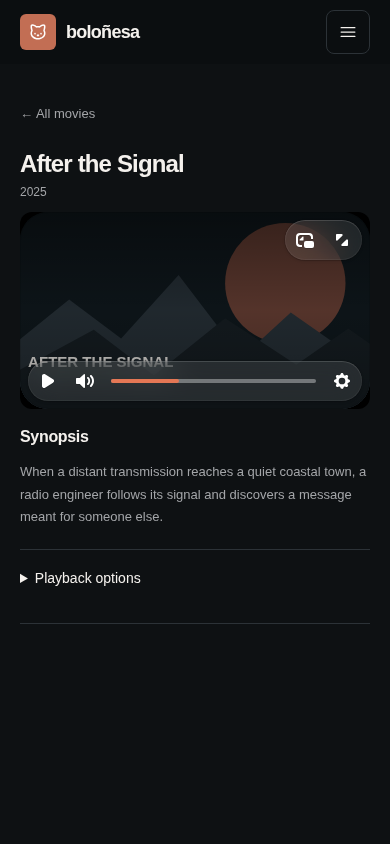 boloñesa
← All movies
After the Signal
2025
AFTER THE SIGNAL
Synopsis
When a distant transmission reaches a quiet coastal town, a
radio engineer follows its signal and discovers a message
meant for someone else.
Playback options